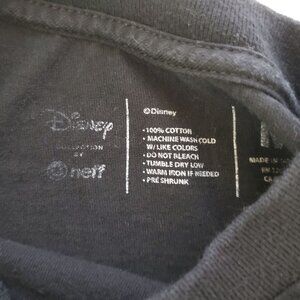 Disney
COLLECTION
BY
neff
©Disney
• 100% COTTON
• MACHINE WASH COLD
W/ LIKE COLORS
• DO NOT BLEACH
• TUMBLE DRY LOW
• WARM IRON IF NEEDED
• PRE SHRUNK
MADE IN